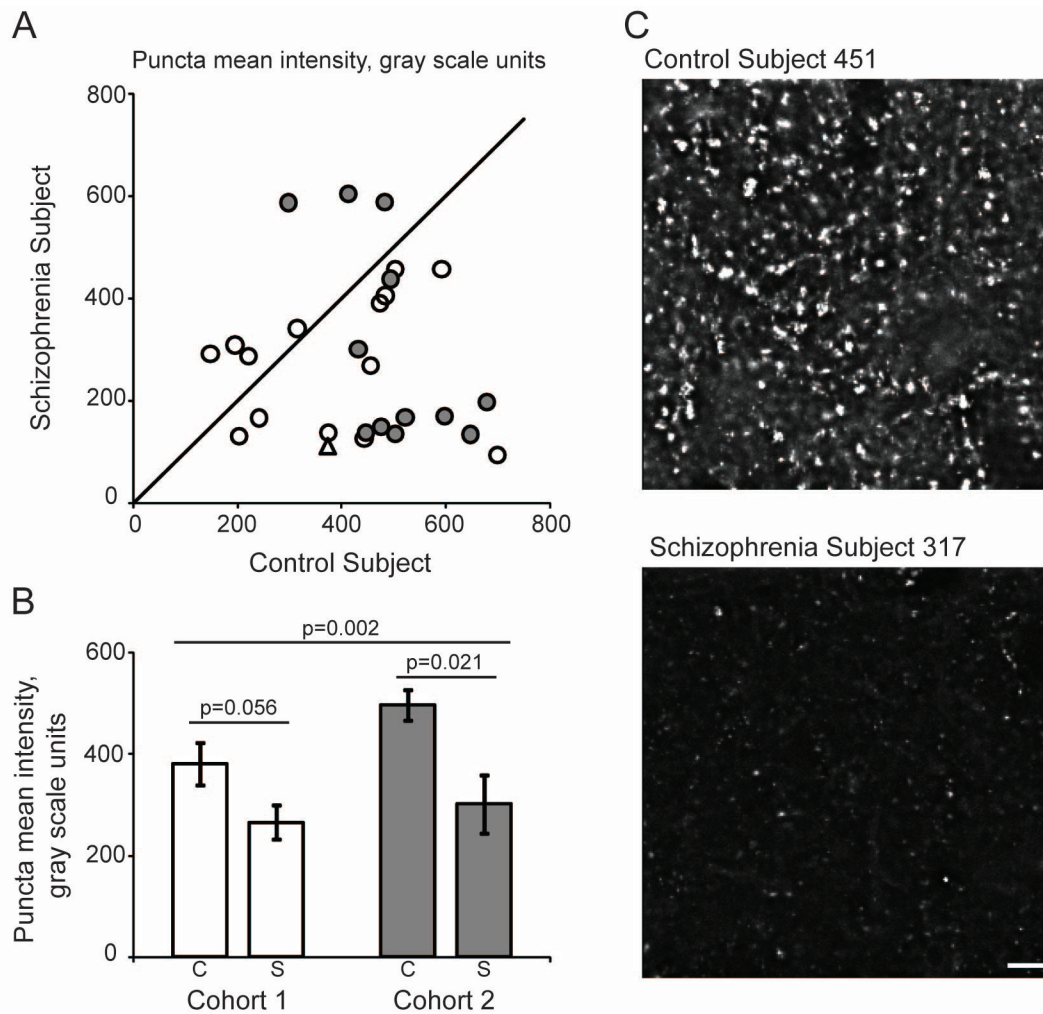 A
Puncta mean intensity, gray scale units
800
600
400
200
0
Schizophrenia Subject
0 200 400 600 800
Control Subject
B
p=0.002
p=0.021
p=0.056
600
400
200
0
Puncta mean intensity,
gray scale units
C S C S
Cohort 1 Cohort 2
C
Control Subject 451
Schizophrenia Subject 317